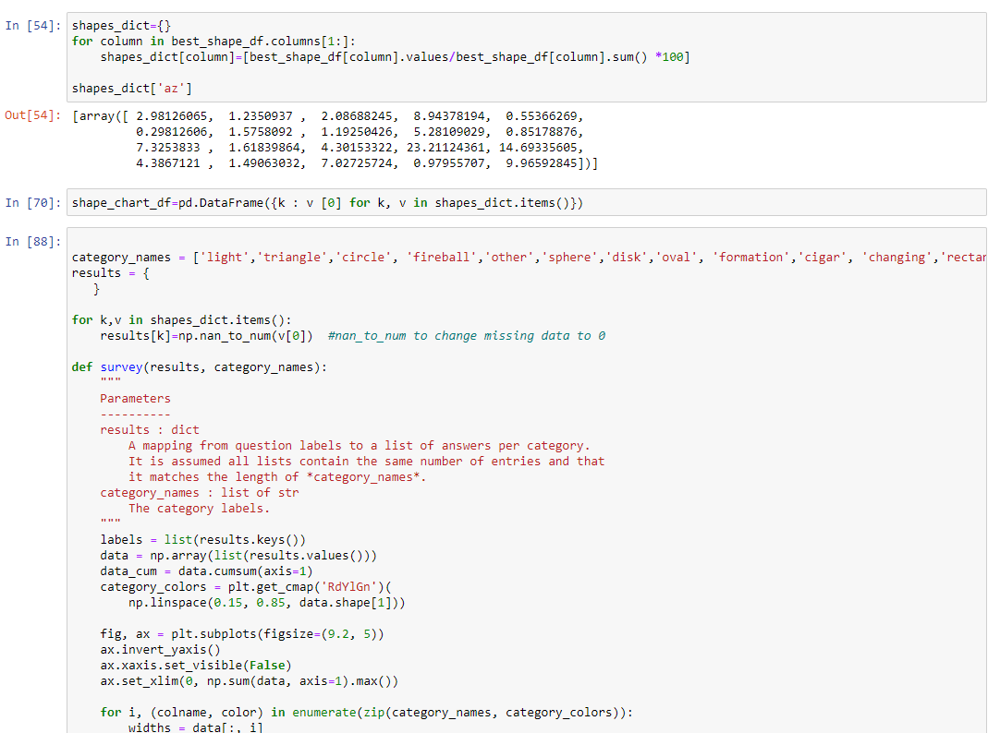 In [54]: shapes_dict={}
for column in best_shape_df.columns[1:]:
    shapes_dict[column]=[best_shape_df[column].values/best_shape_df[column].sum() *100]
shapes_dict['az']
Out[54]: [array([ 2.98126065,  1.2350937 ,  2.08688245,  8.94378194,  0.55366269,
         0.29812606,  1.5758092 ,  1.19250426,  5.28109029,  0.85178876,
         7.3253833 ,  1.61839864,  4.30153322, 23.21124361, 14.69335605,
         4.3867121 ,  1.49063032,  7.02725724,  0.97955707,  9.96592845])]
In [70]: shape_chart_df=pd.DataFrame({k : v [0] for k, v in shapes_dict.items()})
In [88]:
category_names = ['light','triangle','circle', 'fireball','other','sphere','disk','oval', 'formation','cigar', 'changing','rectan
results = {
   }
for k,v in shapes_dict.items():
    results[k]=np.nan_to_num(v[0])  #nan_to_num to change missing data to 0
def survey(results, category_names):
    """
    Parameters
    ----------
    results : dict
        A mapping from question labels to a list of answers per category.
        It is assumed all lists contain the same number of entries and that
        it matches the length of *category_names*.
    category_names : list of str
        The category labels.
    """
    labels = list(results.keys())
    data = np.array(list(results.values()))
    data_cum = data.cumsum(axis=1)
    category_colors = plt.get_cmap('RdYlGn')(
        np.linspace(0.15, 0.85, data.shape[1]))
    fig, ax = plt.subplots(figsize=(9.2, 5))
    ax.invert_yaxis()
    ax.xaxis.set_visible(False)
    ax.set_xlim(0, np.sum(data, axis=1).max())
    for i, (colname, color) in enumerate(zip(category_names, category_colors)):
        widths = data[:, i]